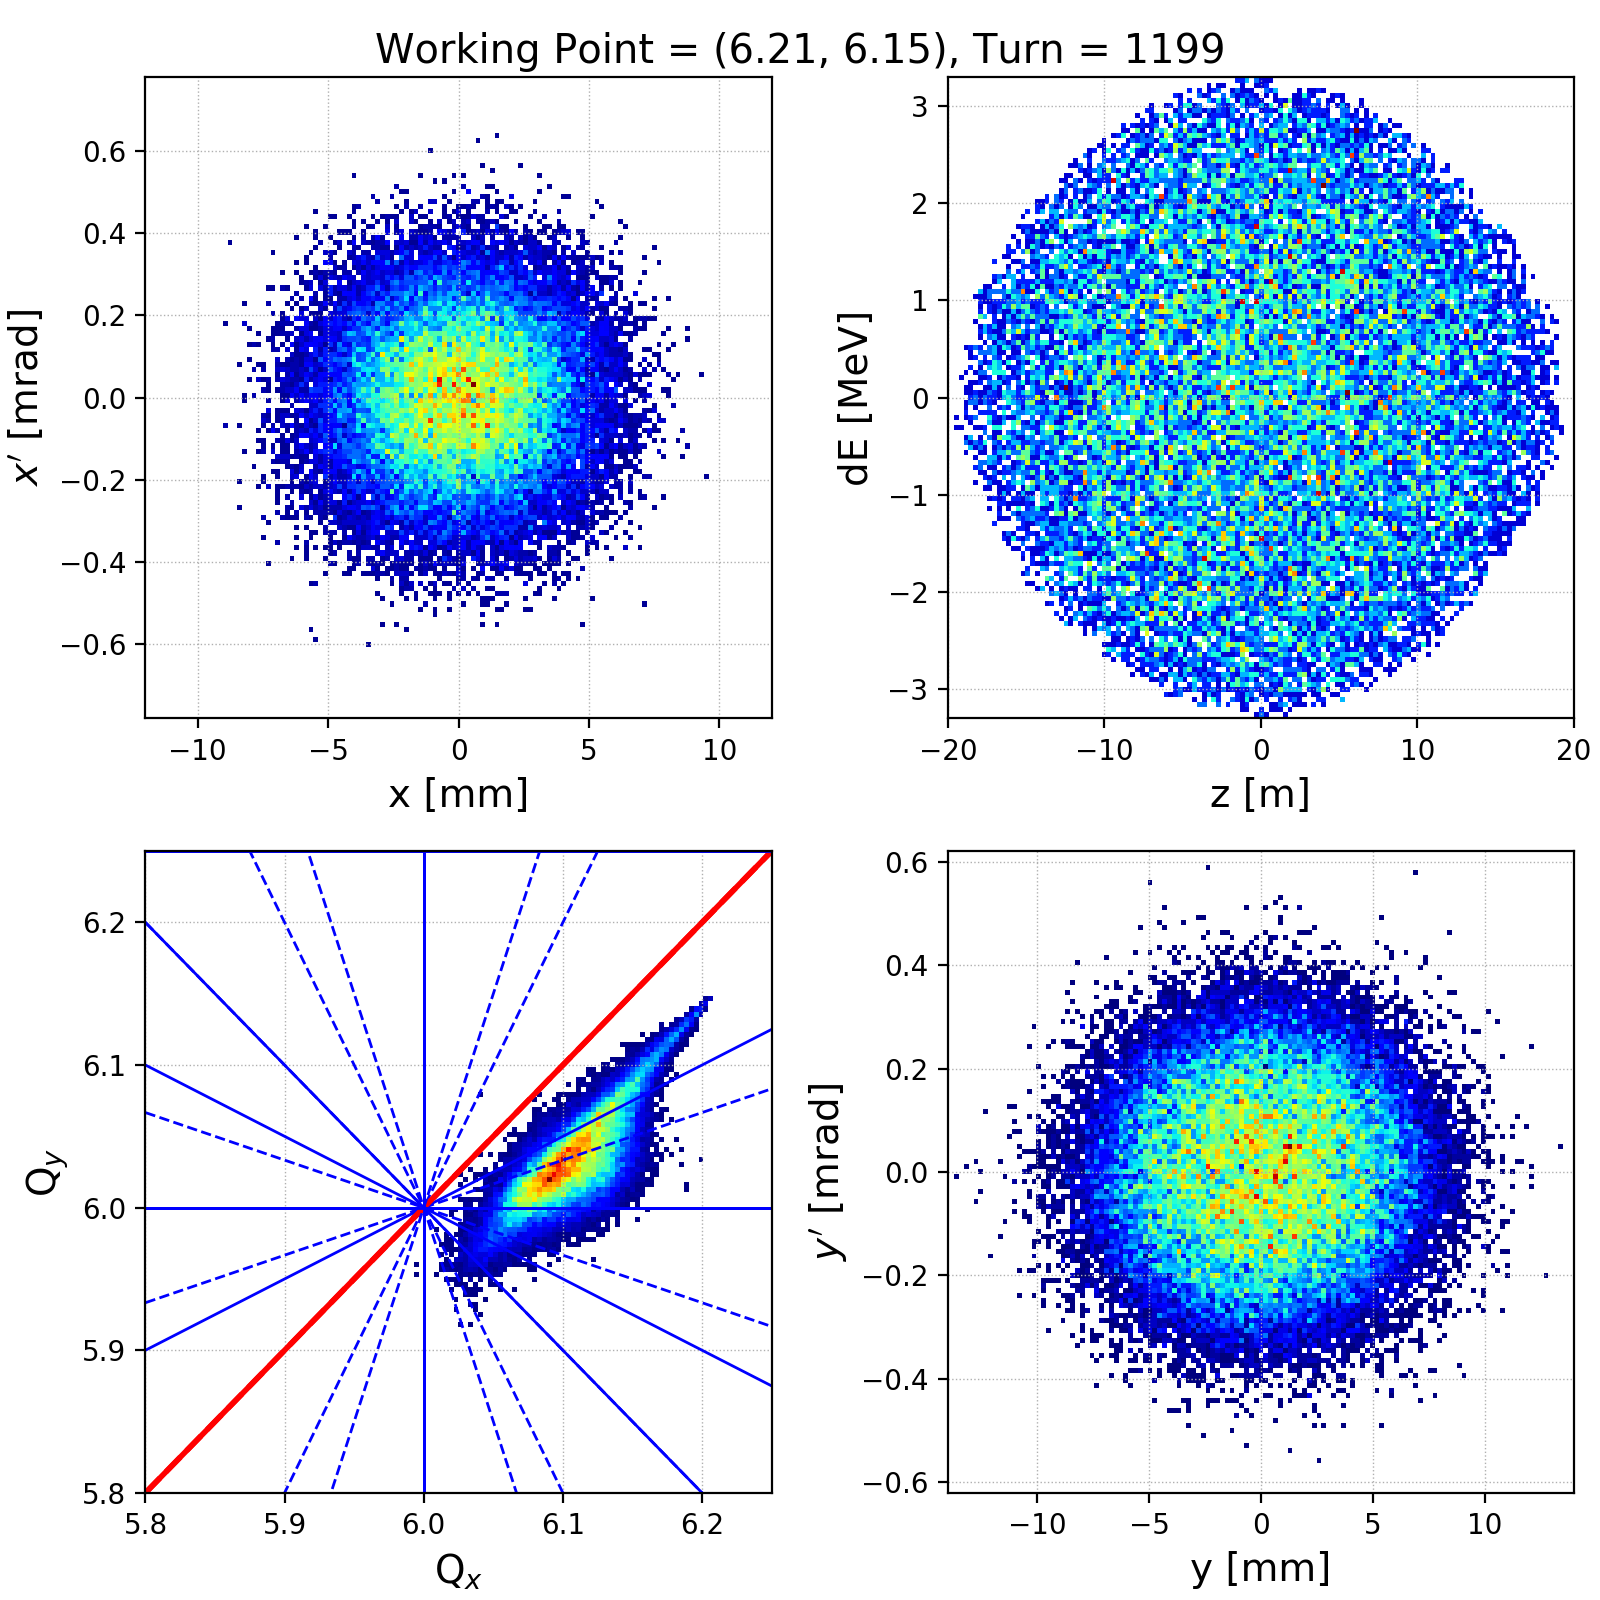 Working Point = (6.21, 6.15), Turn = 1199
0.6
0.4
0.2
0.0
−0.2
−0.4
−0.6
x′ [mrad]
−10 −5 0 5 10
x [mm]
3
2
1
0
−1
−2
−3
dE [MeV]
−20 −10 0 10 20
z [m]
6.2
6.1
6.0
5.9
5.8
Qy
5.8 5.9 6.0 6.1 6.2
Qx
0.6
0.4
0.2
0.0
−0.2
−0.4
−0.6
y′ [mrad]
−10 −5 0 5 10
y [mm]